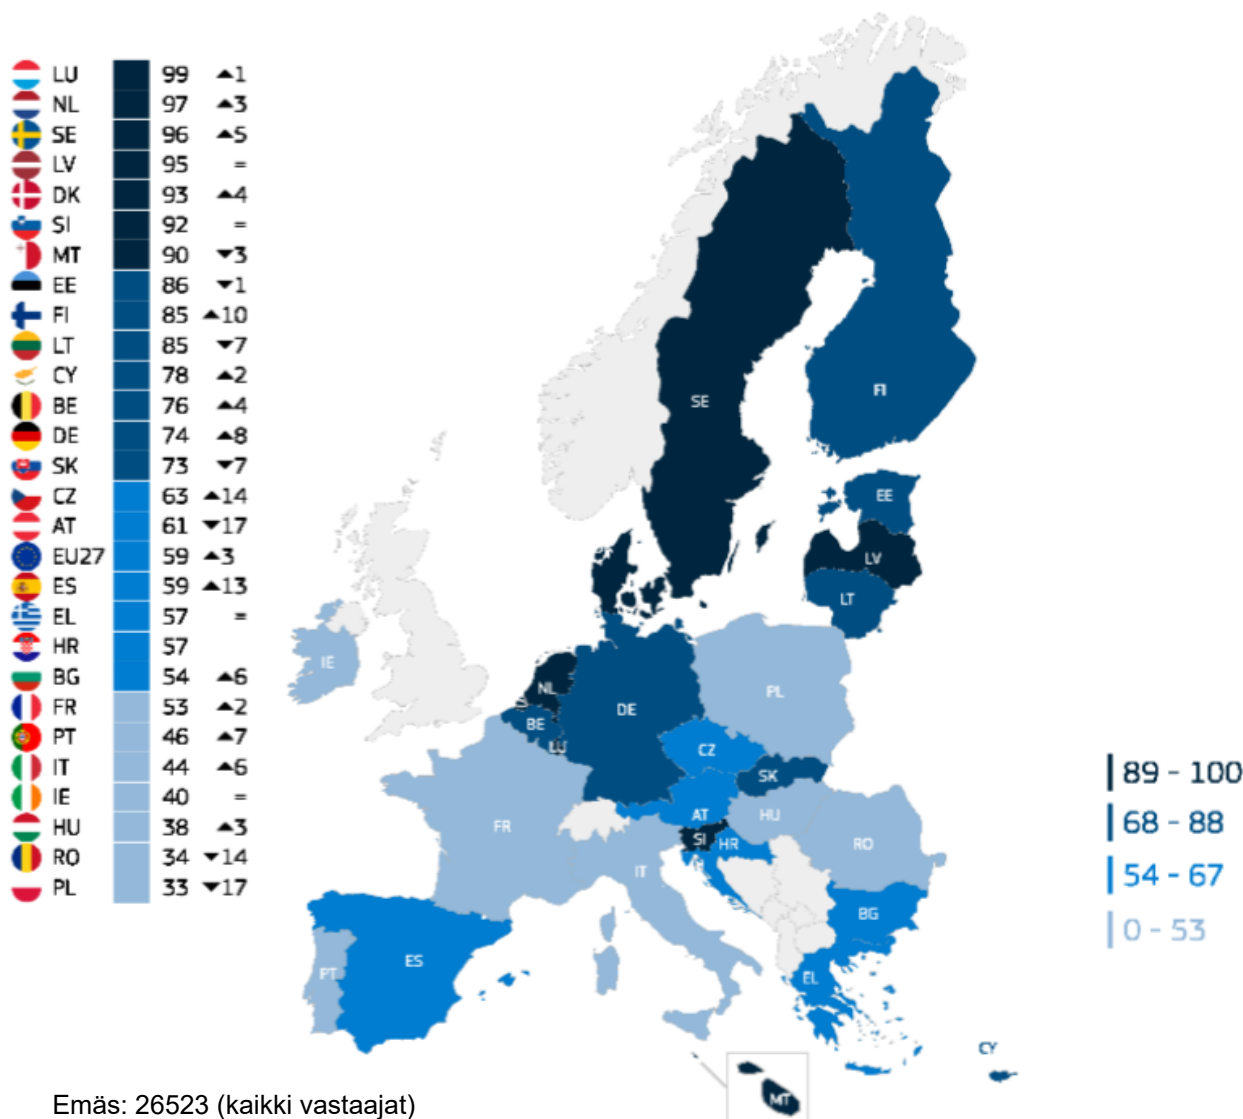 LU 99 ▲1
NL 97 ▲3
SE 96 ▲5
LV 95 =
DK 93 ▲4
SI 92 =
MT 90 ▼3
EE 86 ▼1
FI 85 ▲10
LT 85 ▼7
CY 78 ▲2
BE 76 ▲4
DE 74 ▲8
SK 73 ▼7
CZ 63 ▲14
AT 61 ▼17
EU27 59 ▲3
ES 59 ▲13
EL 57 =
HR 57
BG 54 ▲6
FR 53 ▲2
PT 46 ▲7
IT 44 ▲6
IE 40 =
HU 38 ▲3
RO 34 ▼14
PL 33 ▼17
SE
FI
EE
LV
LT
IE
NL
PL
DE
BE
LU
CZ
SK
AT
HU
FR
SI
HR
RO
IT
BG
ES
PT
EL
CY
MT
89 - 100
68 - 88
54 - 67
0 - 53
Emäs: 26523 (kaikki vastaajat)